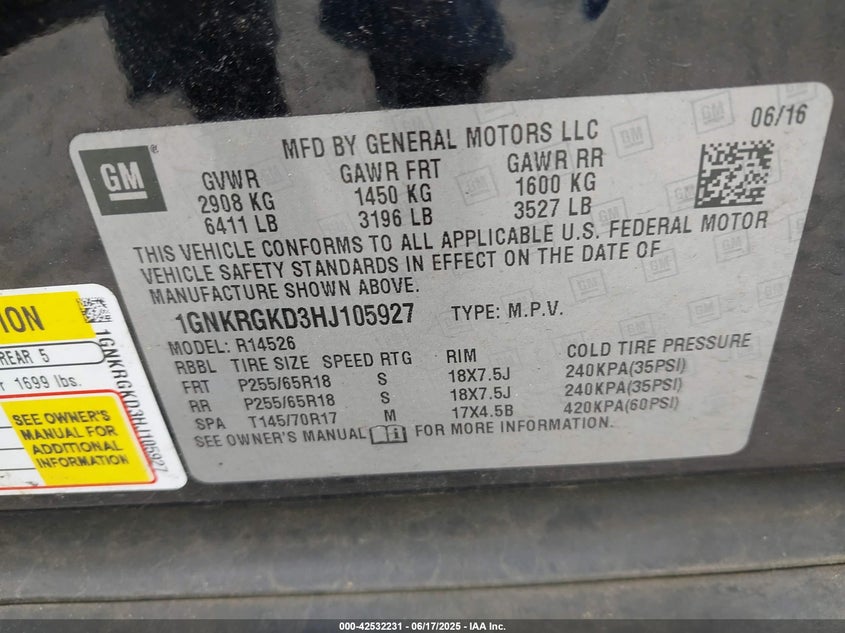 06/16
MFD BY GENERAL MOTORS LLC
GM
GVWR GAWR FRT GAWR RR
2908 KG 1450 KG 1600 KG
6411 LB 3196 LB 3527 LB
THIS VEHICLE CONFORMS TO ALL APPLICABLE U.S. FEDERAL MOTOR
VEHICLE SAFETY STANDARDS IN EFFECT ON THE DATE OF
MANUFACTURE SHOWN ABOVE.
1GNKRGKD3HJ105927 TYPE: M.P.V.
MODEL: R14526
RBBL TIRE SIZE SPEED RTG RIM COLD TIRE PRESSURE
FRT P255/65R18 S 18X7.5J 240KPA(35PSI)
RR P255/65R18 S 18X7.5J 240KPA(35PSI)
SPA T145/70R17 M 17X4.5B 420KPA(60PSI)
SEE OWNER'S MANUAL FOR MORE INFORMATION.
TION
REAR 5
r 1699 lbs.
SEE OWNER'S
MANUAL FOR
ADDITIONAL
INFORMATION
1GNKRGKD3HJ105927
000-42532231 - 06/17/2025 - IAA Inc.